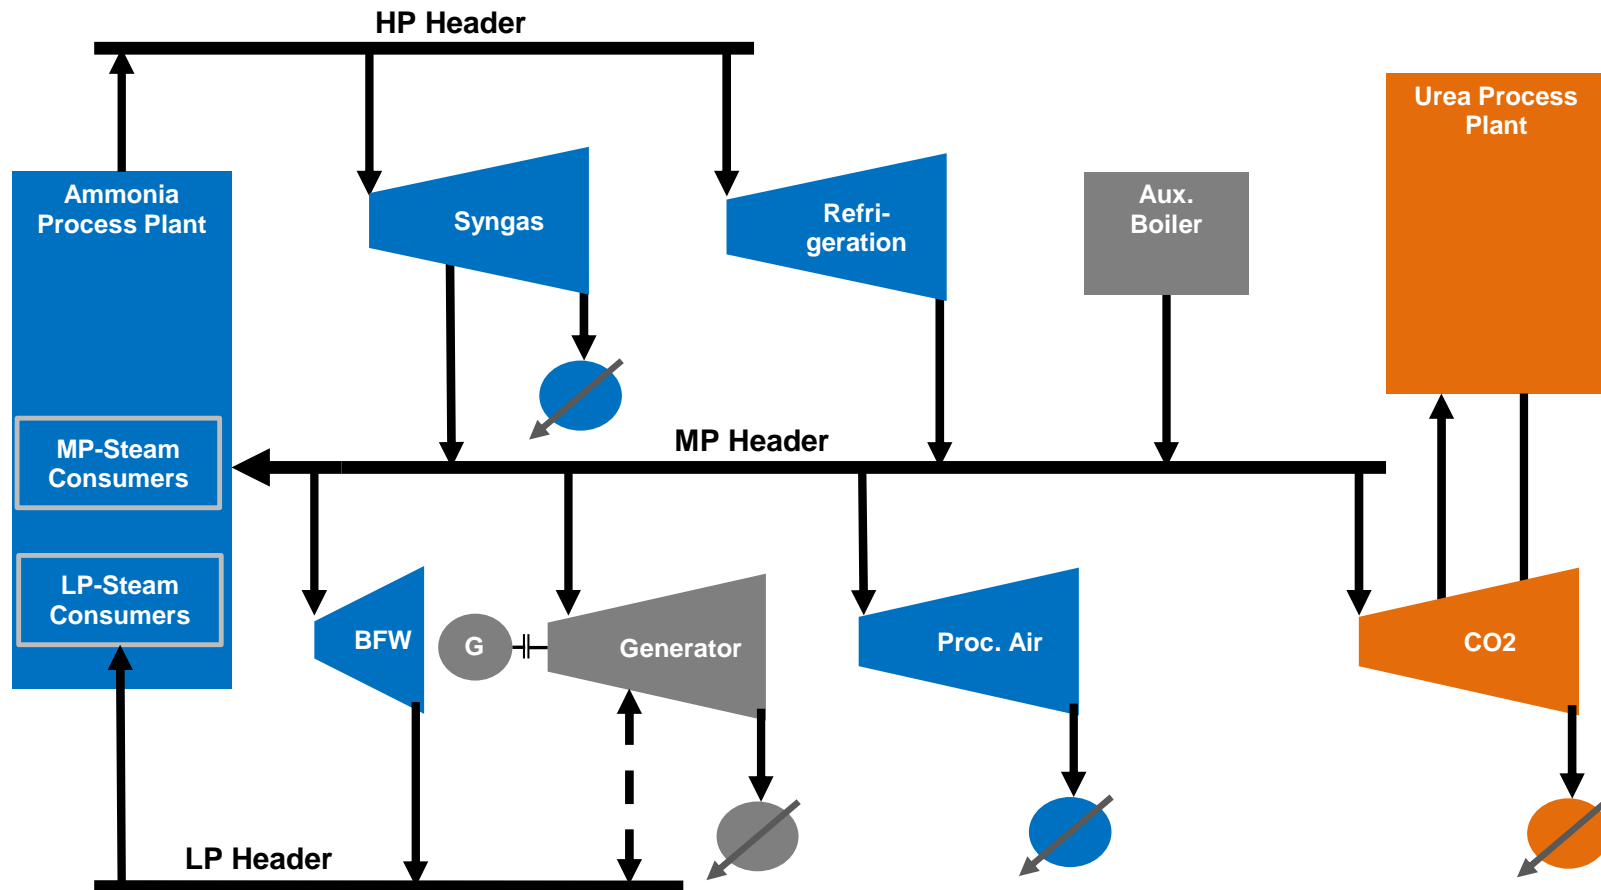 HP Header
Urea Process
Plant
Ammonia
Process Plant
Syngas
Refri-
geration
Aux.
Boiler
MP Header
MP-Steam
Consumers
LP-Steam
Consumers
BFW
G
Generator
Proc. Air
CO2
LP Header